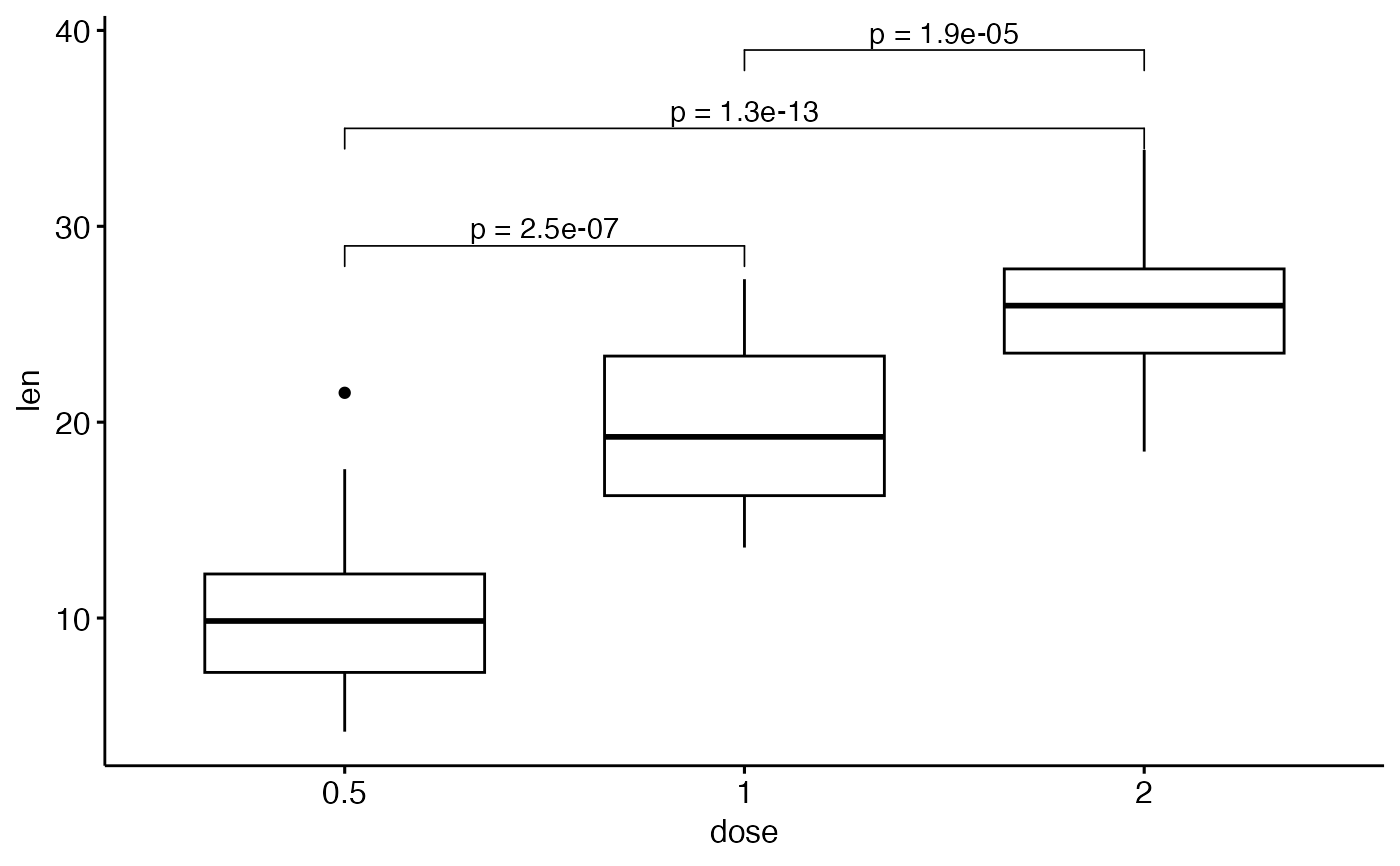 40
p = 1.9e-05
p = 1.3e-13
30
p = 2.5e-07
len
20
10
0.5 1 2
dose